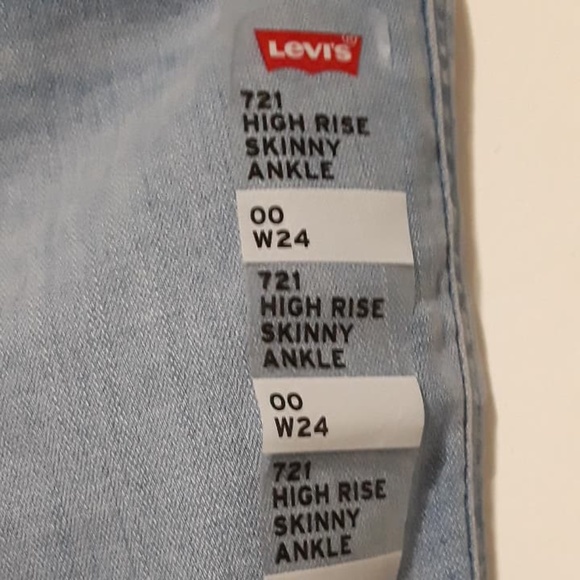 Levi's
721
HIGH RISE
SKINNY
ANKLE
00
W24
721
HIGH RISE
SKINNY
ANKLE
00
W24
721
HIGH RISE
SKINNY
ANKLE